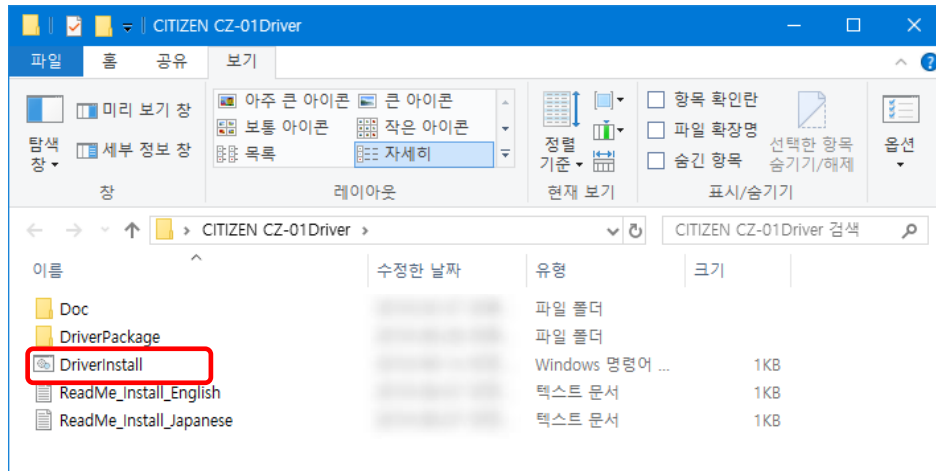 CITIZEN CZ-01Driver
파일 홈 공유 보기
미리 보기 창 아주 큰 아이콘 큰 아이콘 항목 확인란
보통 아이콘 작은 아이콘 파일 확장명
탐색 창 세부 정보 창 목록 자세히 정렬 기준 숨긴 항목 선택한 항목 숨기기/해제 옵션
창 레이아웃 현재 보기 표시/숨기기
CITIZEN CZ-01Driver CITIZEN CZ-01Driver 검색
이름 수정한 날짜 유형 크기
Doc 파일 폴더
DriverPackage 파일 폴더
DriverInstall Windows 명령어 ... 1KB
ReadMe_Install_English 텍스트 문서 1KB
ReadMe_Install_Japanese 텍스트 문서 1KB